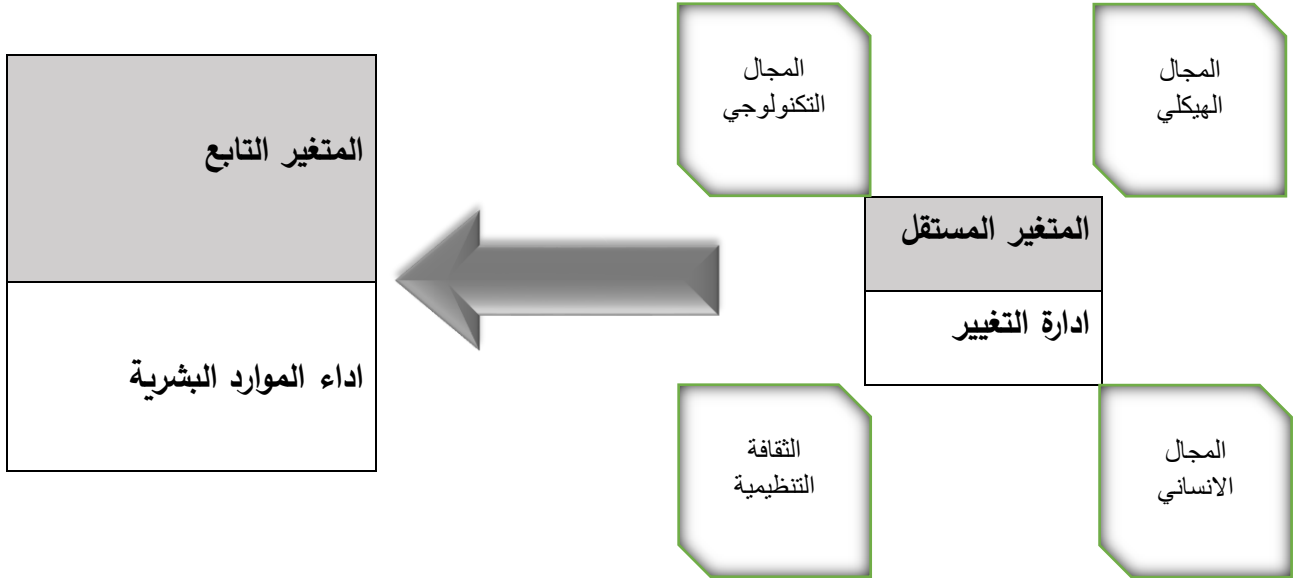 المجال
الهيكلي
المجال
التكنولوجي
المتغير المستقل
ادارة التغيير
المجال
الانساني
الثقافة
التنظيمية
المتغير التابع
اداء الموارد البشرية